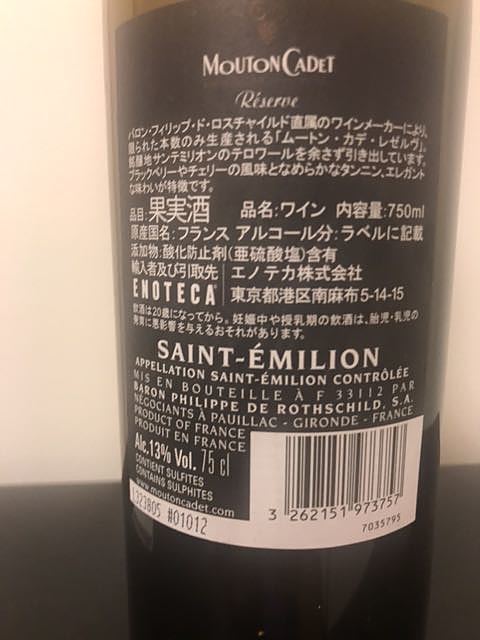 MOUTON CADET
Réserve
バロン・フィリップ・ド・ロスチャイルド直属のワインメーカーにより、
限られた本数のみ生産される「ムートン・カデ・レゼルヴ」。
銘醸地サンテミリオンのテロワールを余さず引き出しています。
ブラックベリーやチェリーの風味となめらかなタンニン、エレガント
な味わいが特徴です。
品目:果実酒 品名:ワイン 内容量:750ml
原産国名:フランス アルコール分:ラベルに記載
添加物:酸化防止剤(亜硫酸塩)含有
輸入者及び引取先 エノテカ株式会社
ENOTECA 東京都港区南麻布5-14-15
飲酒は20歳になってから。妊娠中や授乳期の飲酒は、胎児・乳児の
発育に悪影響を与えるおそれがあります。
SAINT-ÉMILION
APPELLATION SAINT-ÉMILION CONTRÔLÉE
MIS EN BOUTEILLE À F 33112 PAR
BARON PHILIPPE DE ROTHSCHILD, S.A.
NÉGOCIANTS À PAUILLAC - GIRONDE - FRANCE
PRODUCT OF FRANCE
PRODUIT EN FRANCE
Alc.13% Vol. 75 cl
CONTIENT SULFITES
CONTAINS SULPHITES
www.moutoncadet.com
1323805 #01012
3 262151 973757
7035795